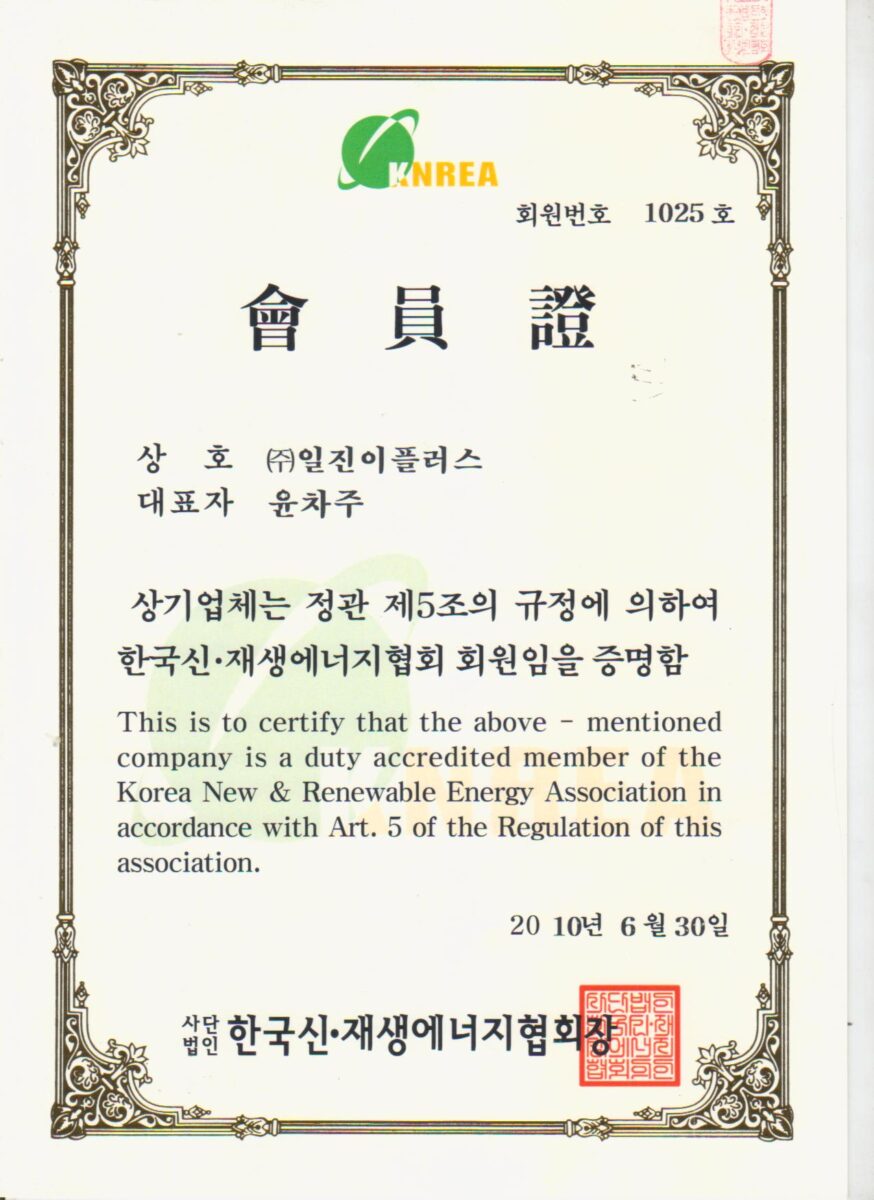 KNREA
회원번호 1025 호
會 員 證
상 호 ㈜일진이플러스
대표자 윤차주
상기업체는 정관 제5조의 규정에 의하여
한국신·재생에너지협회 회원임을 증명함
This is to certify that the above - mentioned
company is a duty accredited member of the
Korea New & Renewable Energy Association in
accordance with Art. 5 of the Regulation of this
association.
20 10년 6 월 30일
사단
법인 한국신·재생에너지협회장